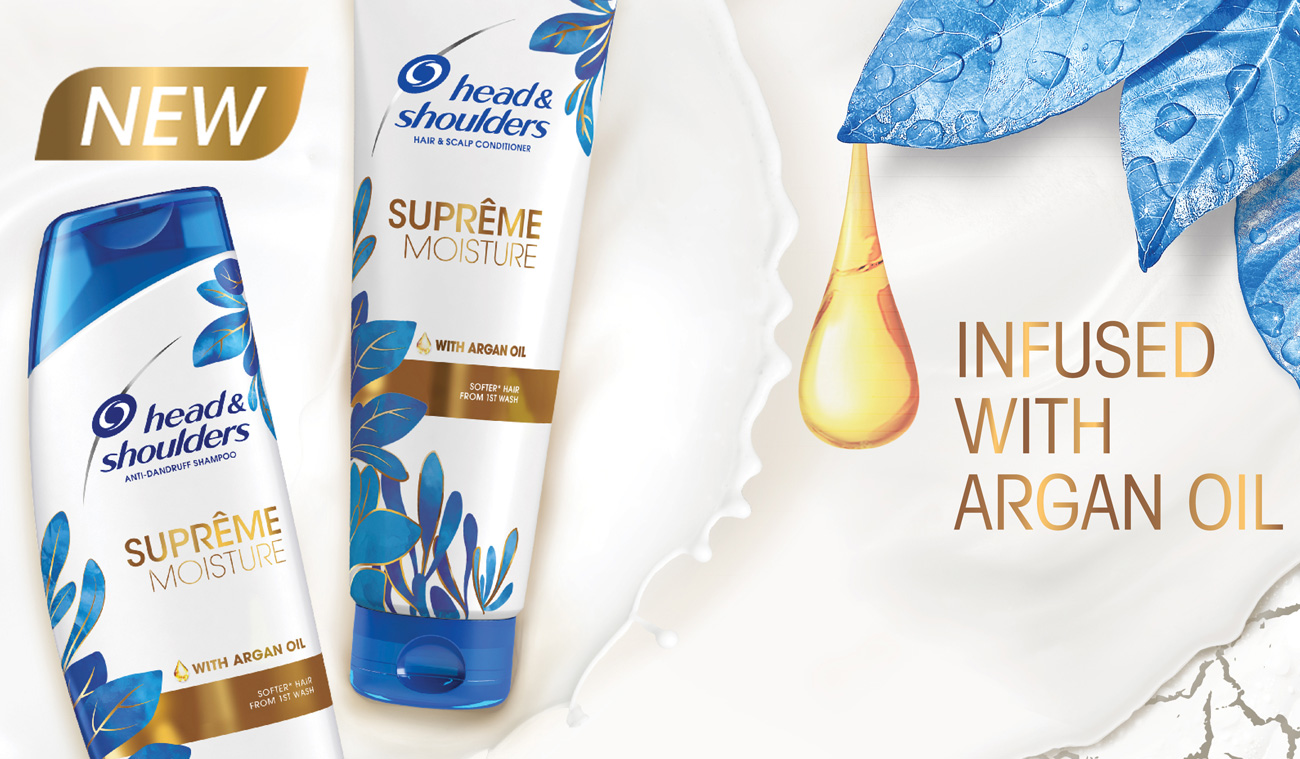 NEW
head &
shoulders
ANTI-DANDRUFF SHAMPOO
SUPRÊME
MOISTURE
WITH ARGAN OIL
SOFTER* HAIR
FROM 1ST WASH
head &
shoulders
HAIR & SCALP CONDITIONER
SUPRÊME
MOISTURE
WITH ARGAN OIL
SOFTER* HAIR
FROM 1ST WASH
INFUSED
WITH
ARGAN OIL